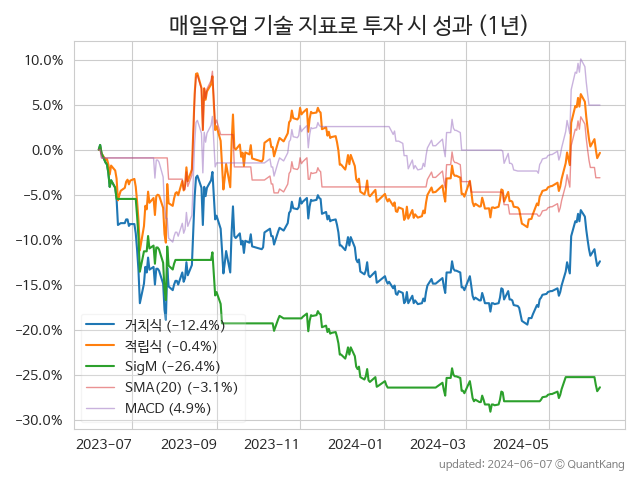 매일유업 기술 지표로 투자 시 성과 (1년)
10.0%
5.0%
0.0%
−5.0%
−10.0%
−15.0%
−20.0%
−25.0%
−30.0%
거치식 (−12.4%)
적립식 (−0.4%)
SigM (−26.4%)
SMA(20) (−3.1%)
MACD (4.9%)
2023−07
2023−09
2023−11
2024−01
2024−03
2024−05
updated: 2024−06−07 © QuantKang